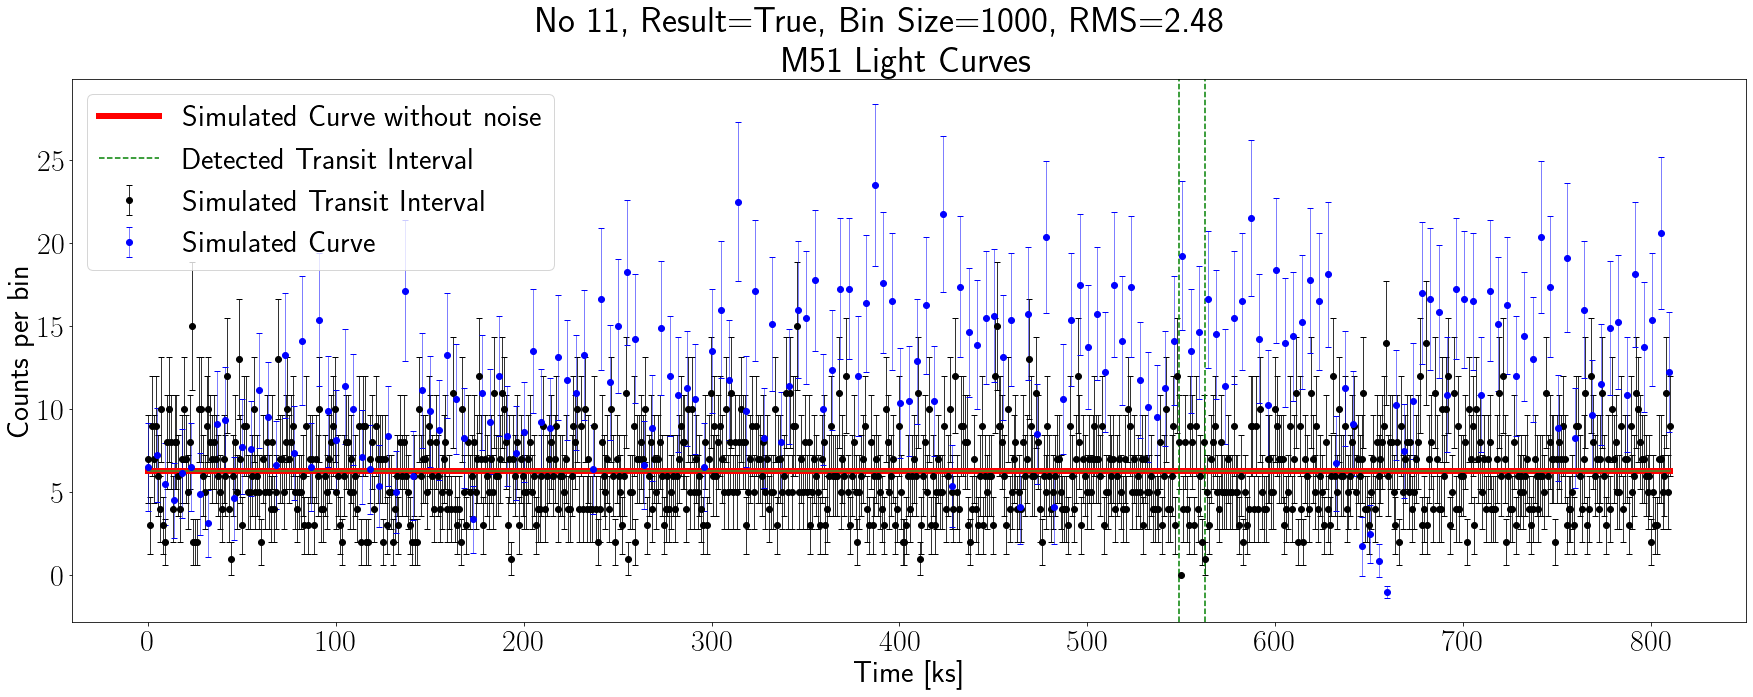 No 11, Result=True, Bin Size=1000, RMS=2.48
M51 Light Curves
Simulated Curve without noise
Detected Transit Interval
Simulated Transit Interval
Simulated Curve
Counts per bin
25
20
15
10
5
0
0 100 200 300 400 500 600 700 800
Time [ks]